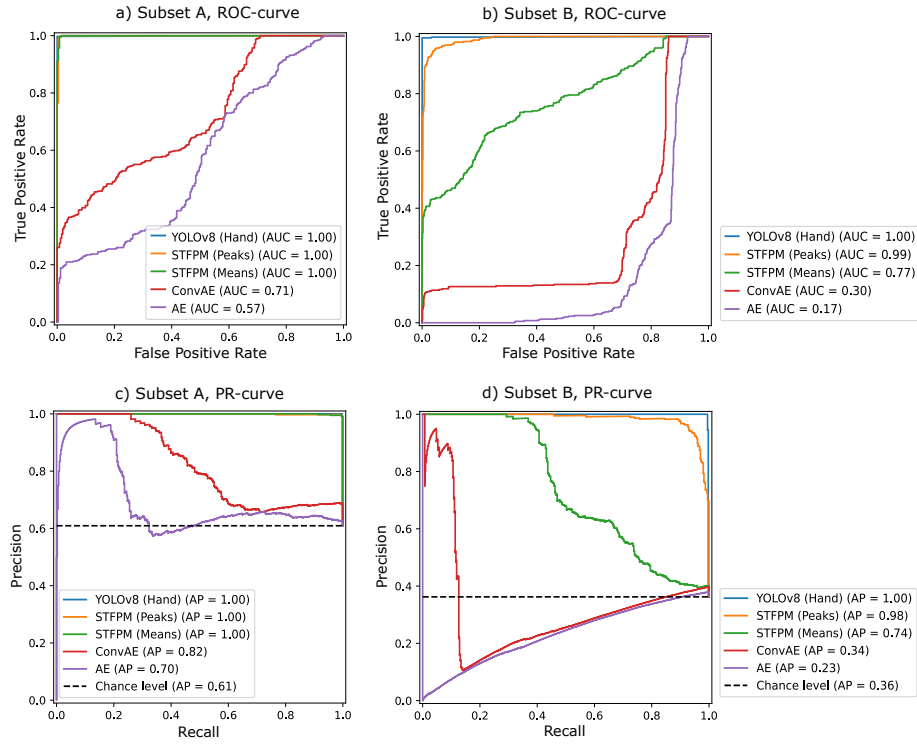 a) Subset A, ROC-curve
1.0
0.8
0.6
0.4
0.2
0.0
True Positive Rate
YOLOv8 (Hand) (AUC = 1.00)
STFPM (Peaks) (AUC = 1.00)
STFPM (Means) (AUC = 1.00)
ConvAE (AUC = 0.71)
AE (AUC = 0.57)
0.0 0.2 0.4 0.6 0.8 1.0
False Positive Rate
b) Subset B, ROC-curve
1.0
0.8
0.6
0.4
0.2
0.0
True Positive Rate
YOLOv8 (Hand) (AUC = 1.00)
STFPM (Peaks) (AUC = 0.99)
STFPM (Means) (AUC = 0.77)
ConvAE (AUC = 0.30)
AE (AUC = 0.17)
0.0 0.2 0.4 0.6 0.8 1.0
False Positive Rate
c) Subset A, PR-curve
1.0
0.8
0.6
0.4
0.2
0.0
Precision
YOLOv8 (Hand) (AP = 1.00)
STFPM (Peaks) (AP = 1.00)
STFPM (Means) (AP = 1.00)
ConvAE (AP = 0.82)
AE (AP = 0.70)
Chance level (AP = 0.61)
0.0 0.2 0.4 0.6 0.8 1.0
Recall
d) Subset B, PR-curve
1.0
0.8
0.6
0.4
0.2
0.0
Precision
YOLOv8 (Hand) (AP = 1.00)
STFPM (Peaks) (AP = 0.98)
STFPM (Means) (AP = 0.74)
ConvAE (AP = 0.34)
AE (AP = 0.23)
Chance level (AP = 0.36)
0.0 0.2 0.4 0.6 0.8 1.0
Recall